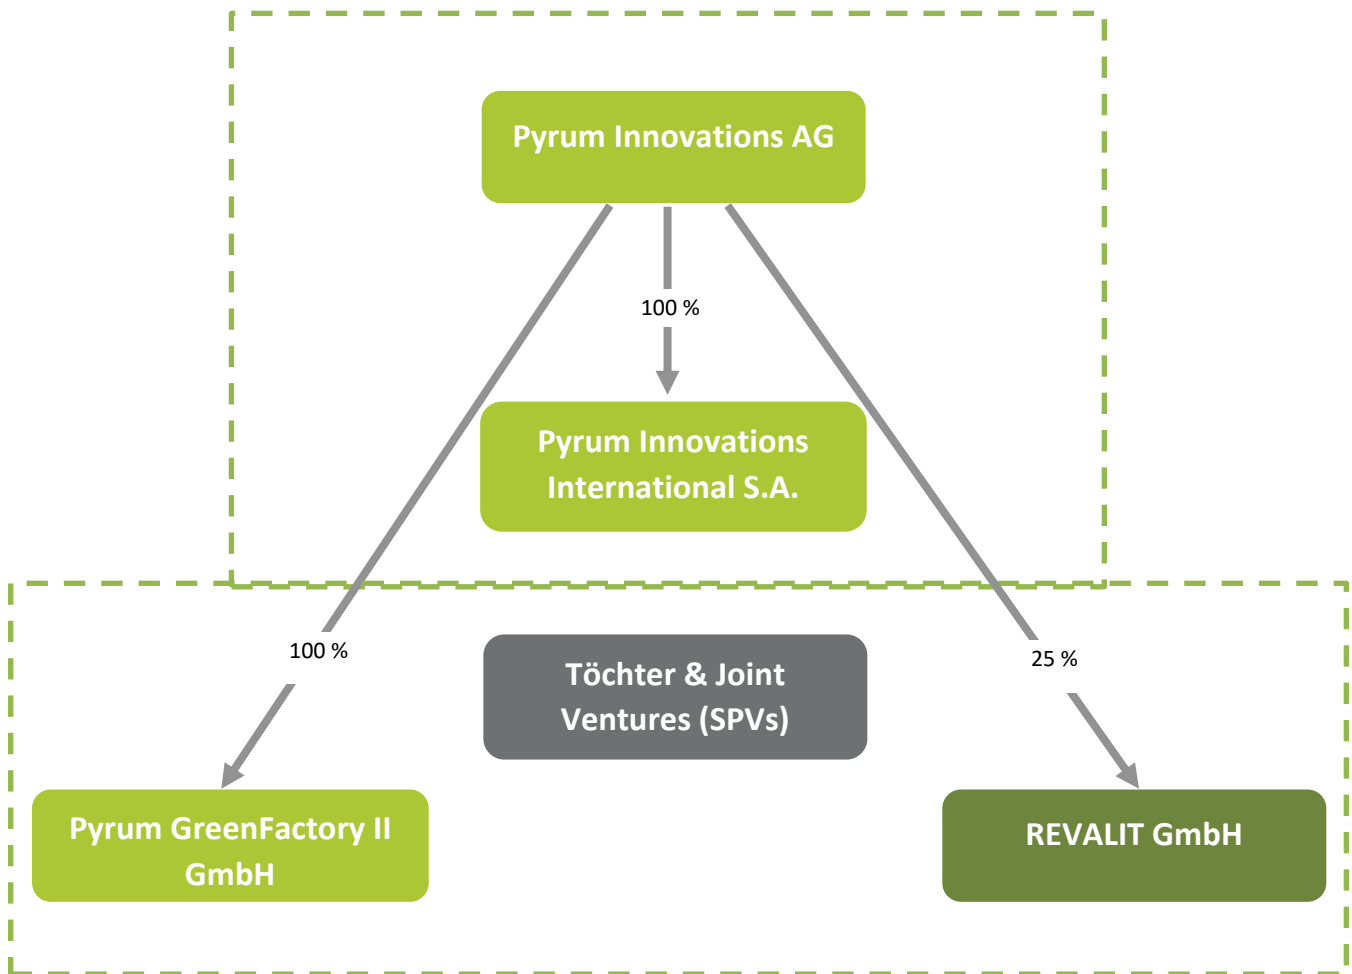 Pyrum Innovations AG
100 %
Pyrum Innovations
International S.A.
100 %
Töchter & Joint
Ventures (SPVs)
25 %
Pyrum GreenFactory II
GmbH
REVALIT GmbH